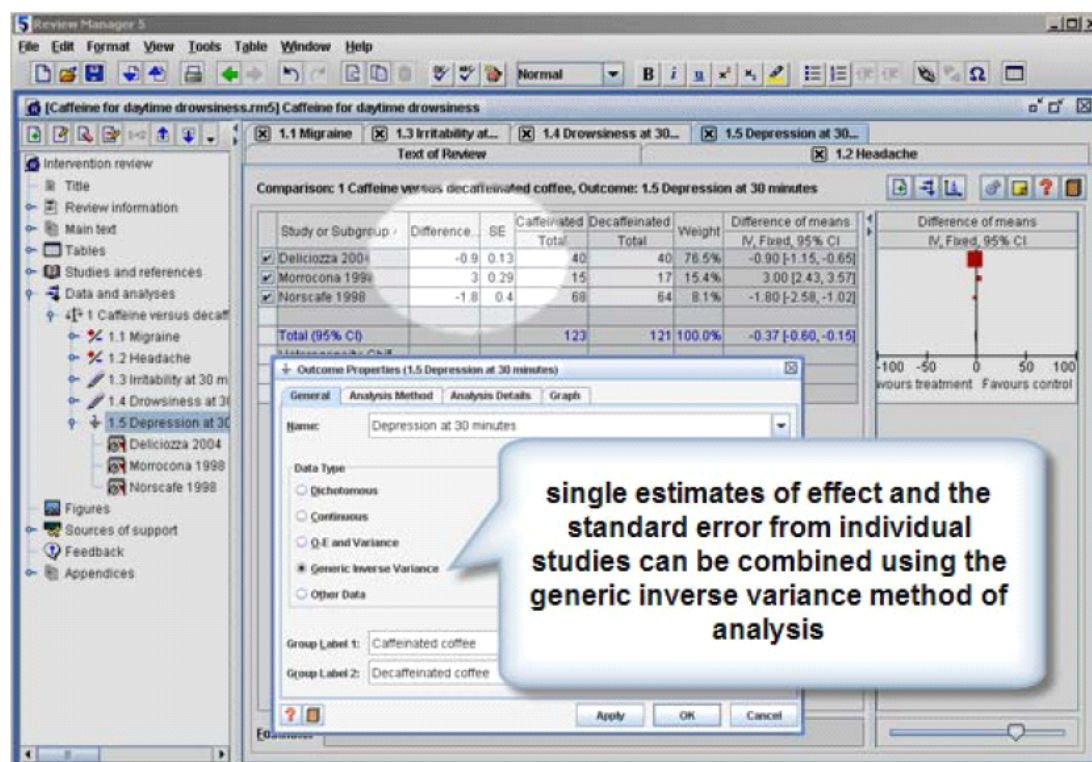 Review Manager 5
File Edit Format View Tools Table Window Help
Normal
B i u x² x₂ Ω
[Caffeine for daytime drowsiness.rm5] Caffeine for daytime drowsiness
1.1 Migraine 1.3 Irritability at... 1.4 Drowsiness at 30... 1.5 Depression at 30...
Text of Review 1.2 Headache
Intervention review
Title
Review information
Main text
Tables
Studies and references
Data and analyses
1 Caffeine versus decaff
1.1 Migraine
1.2 Headache
1.3 Irritability at 30 m
1.4 Drowsiness at 30
1.5 Depression at 30
Deliciozza 2004
Morrocona 1998
Norscafe 1998
Figures
Sources of support
Feedback
Appendices
Comparison: 1 Caffeine versus decaffeinated coffee, Outcome: 1.5 Depression at 30 minutes
Study or Subgroup Difference... SE Caffeinated Decaffeinated Weight Difference of means
Total Total IV, Fixed, 95% CI
Deliciozza 2004 -0.9 0.13 40 40 76.5% -0.90 [-1.15, -0.65]
Morrocona 1998 3 0.29 15 17 15.4% 3.00 [2.43, 3.57]
Norscafe 1998 -1.8 0.4 68 64 8.1% -1.80 [-2.58, -1.02]
Total (95% CI) 123 121 100.0% -0.37 [-0.60, -0.15]
Difference of means
IV, Fixed, 95% CI
-100 -50 0 50 100
vours treatment Favours control
Outcome Properties (1.5 Depression at 30 minutes)
General Analysis Method Analysis Details Graph
Name: Depression at 30 minutes
Data Type
Dichotomous
Continuous
O-E and Variance
Generic Inverse Variance
Other Data
Group Label 1: Caffeinated coffee
Group Label 2: Decaffeinated coffee
Apply OK Cancel
single estimates of effect and the
standard error from individual
studies can be combined using the
generic inverse variance method of
analysis